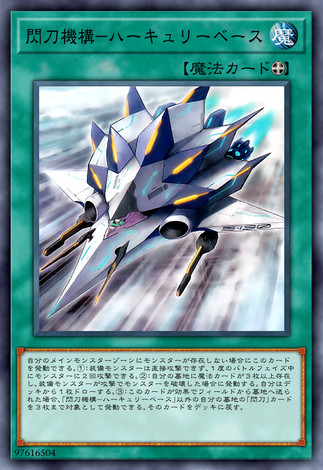 閃刀機構-ハーキュリーベース
魔
【魔法カード】
自分のメインモンスターゾーンにモンスターが存在しない場合にこのカード
を発動できる。①：装備モンスターは直接攻撃できず、1度のバトルフェイズ中
にモンスターに2回攻撃できる。②：自分の墓地に魔法カードが3枚以上存在
し、装備モンスターが攻撃でモンスターを破壊した場合に発動する。自分はデ
ッキから1枚ドローする。③：このカードが効果でフィールドから墓地へ送ら
れた場合、「閃刀機構-ハーキュリーベース」以外の自分の墓地の「閃刀」カード
を3枚まで対象として発動できる。そのカードをデッキに戻す。
97616504